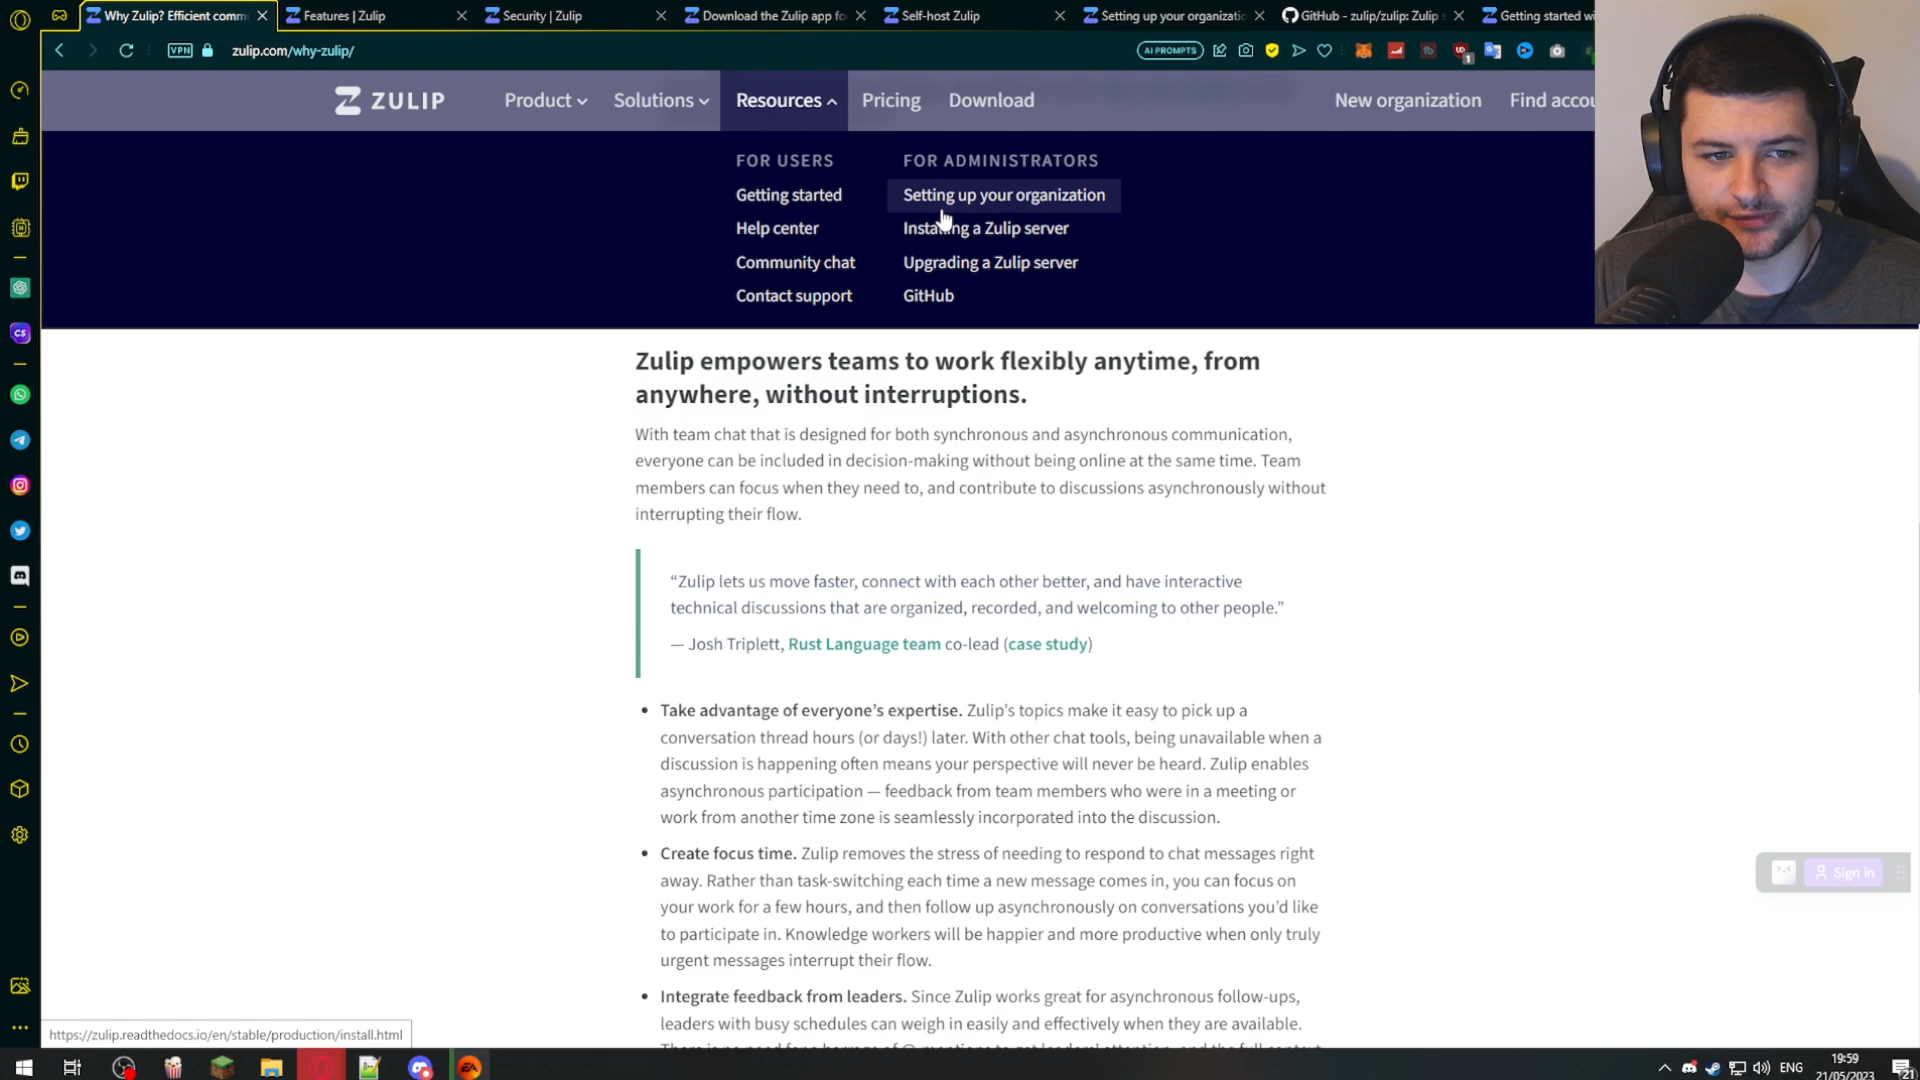 Why Zulip? Efficient comm
Features | Zulip
Security | Zulip
Download the Zulip app fo
Self-host Zulip
Setting up your organizatio
GitHub - zulip/zulip: Zulip s
Getting started wi
VPN
zulip.com/why-zulip/
AI PROMPTS
ZULIP
Product
Solutions
Resources
Pricing
Download
New organization
Find accou
FOR USERS
Getting started
Help center
Community chat
Contact support
FOR ADMINISTRATORS
Setting up your organization
Installing a Zulip server
Upgrading a Zulip server
GitHub
Zulip empowers teams to work flexibly anytime, from
anywhere, without interruptions.
With team chat that is designed for both synchronous and asynchronous communication,
everyone can be included in decision-making without being online at the same time. Team
members can focus when they need to, and contribute to discussions asynchronously without
interrupting their flow.
“Zulip lets us move faster, connect with each other better, and have interactive
technical discussions that are organized, recorded, and welcoming to other people.”
— Josh Triplett, Rust Language team co-lead (case study)
• Take advantage of everyone’s expertise. Zulip’s topics make it easy to pick up a
conversation thread hours (or days!) later. With other chat tools, being unavailable when a
discussion is happening often means your perspective will never be heard. Zulip enables
asynchronous participation — feedback from team members who were in a meeting or
work from another time zone is seamlessly incorporated into the discussion.
• Create focus time. Zulip removes the stress of needing to respond to chat messages right
away. Rather than task-switching each time a new message comes in, you can focus on
your work for a few hours, and then follow up asynchronously on conversations you’d like
to participate in. Knowledge workers will be happier and more productive when only truly
urgent messages interrupt their flow.
• Integrate feedback from leaders. Since Zulip works great for asynchronous follow-ups,
leaders with busy schedules can weigh in easily and effectively when they are available.
Sign in
https://zulip.readthedocs.io/en/stable/production/install.html
CS
EA
ENG
19:59
21/05/2023
21